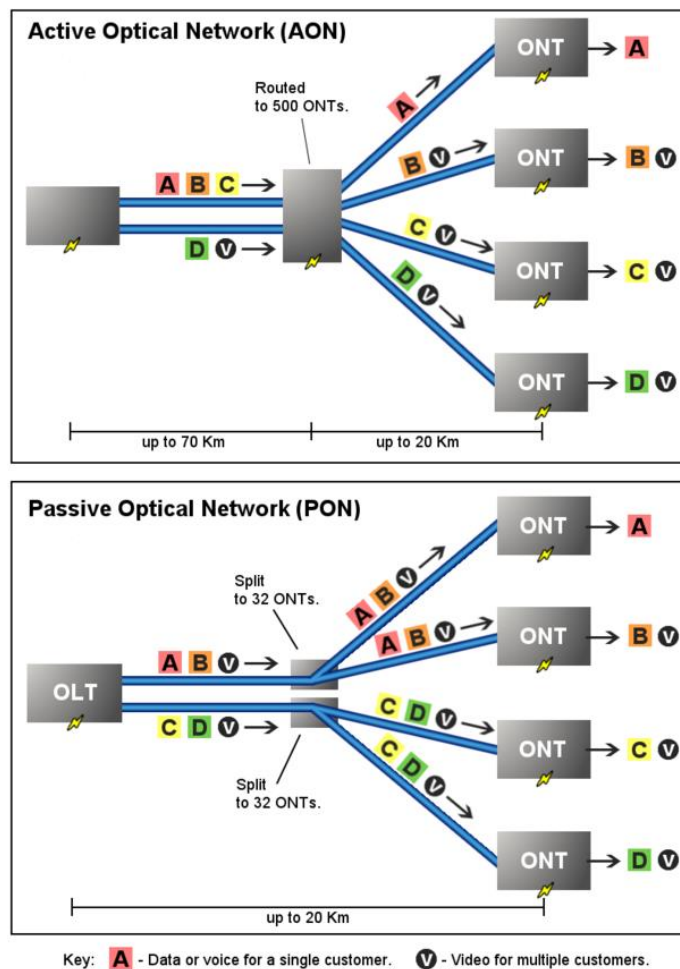 Active Optical Network (AON)
Routed
to 500 ONTs.
A B C
D V
A
B V
C V
D V
ONT
A
ONT
B V
ONT
C V
ONT
D V
up to 70 Km
up to 20 Km
Passive Optical Network (PON)
Split
to 32 ONTs.
OLT
A B V
C D V
Split
to 32 ONTs.
A B V
A B V
C D V
C D V
ONT
A
ONT
B V
ONT
C V
ONT
D V
up to 20 Km
Key: A - Data or voice for a single customer. V - Video for multiple customers.